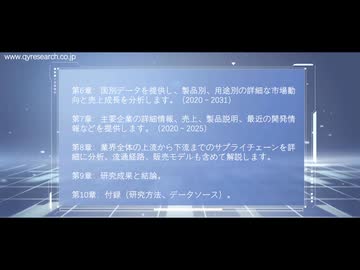 www.qyresearch.co.jp
第6章　国別データを提供し、製品別、用途別の詳細な市場動
向と売上成長を分析します。（2020‐2031）
第7章　主要企業の詳細情報、売上、製品説明、最近の開発情
報などを提供します。（2020‐2025）
第8章　業界全体の上流から下流までのサプライチェーンを詳
細に分析、流通経路、販売モデルも含めて解説します。
第9章　研究成果と結論。
第10章　付録（研究方法、データソース）。